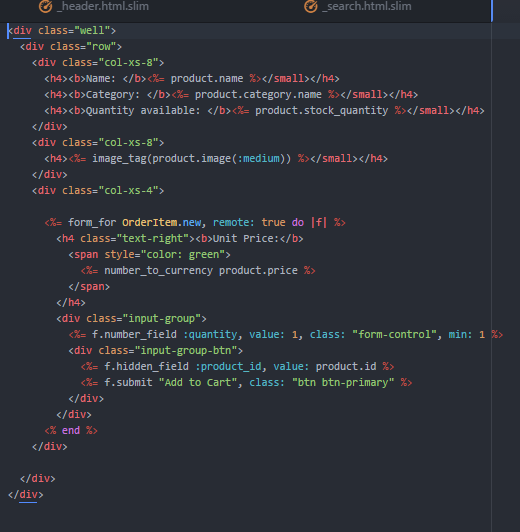 _header.html.slim _search.html.slim
<div class="well">
  <div class="row">
    <div class="col-xs-8">
      <h4><b>Name: </b><%= product.name %></small></h4>
      <h4><b>Category: </b><%= product.category.name %></small></h4>
      <h4><b>Quantity available: </b><%= product.stock_quantity %></small></h4>
    </div>
    <div class="col-xs-8">
      <h4><%= image_tag(product.image(:medium)) %></small></h4>
    </div>
    <div class="col-xs-4">
      <%= form_for OrderItem.new, remote: true do |f| %>
        <h4 class="text-right"><b>Unit Price:</b>
          <span style="color: green">
            <%= number_to_currency product.price %>
          </span>
        </h4>
        <div class="input-group">
          <%= f.number_field :quantity, value: 1, class: "form-control", min: 1 %>
          <div class="input-group-btn">
            <%= f.hidden_field :product_id, value: product.id %>
            <%= f.submit "Add to Cart", class: "btn btn-primary" %>
          </div>
        </div>
      <% end %>
    </div>
  </div>
</div>